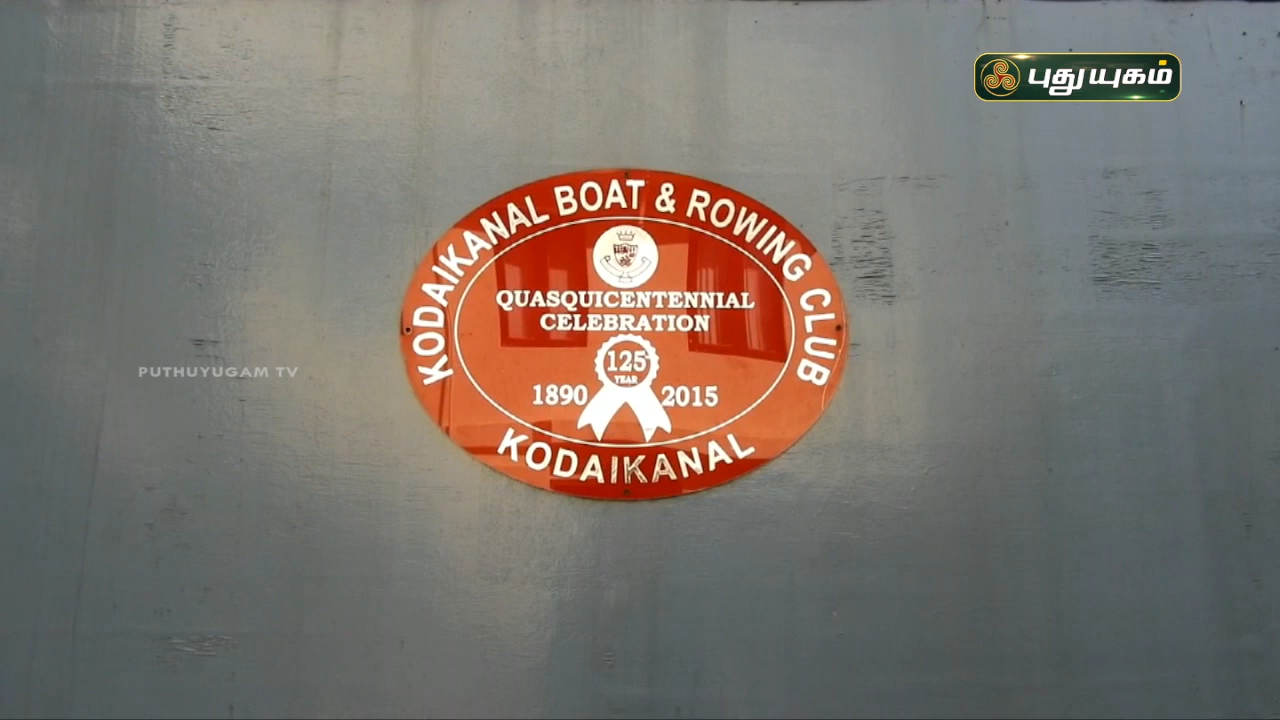 புதுயுகம்
KODAIKANAL BOAT & ROWING CLUB
QUASQUICENTENNIAL
CELEBRATION
125
YEAR
1890 2015
KODAIKANAL
PUTHUYUGAM TV